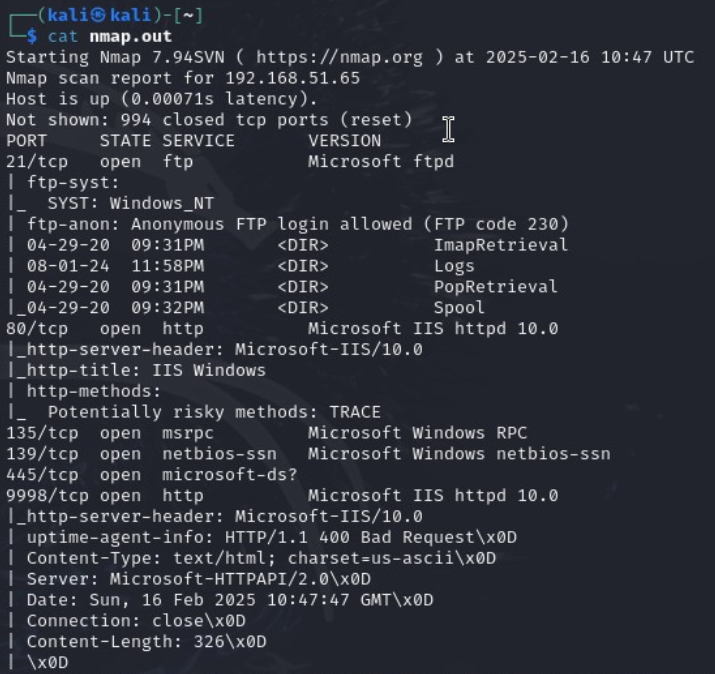 ┌──(kali㉿kali)-[~]
└─$ cat nmap.out
Starting Nmap 7.94SVN ( https://nmap.org ) at 2025-02-16 10:47 UTC
Nmap scan report for 192.168.51.65
Host is up (0.00071s latency).
Not shown: 994 closed tcp ports (reset)
PORT     STATE SERVICE       VERSION
21/tcp   open  ftp           Microsoft ftpd
| ftp-syst:
|_  SYST: Windows_NT
| ftp-anon: Anonymous FTP login allowed (FTP code 230)
| 04-29-20  09:31PM       <DIR>          ImapRetrieval
| 08-01-24  11:58PM       <DIR>          Logs
| 04-29-20  09:31PM       <DIR>          PopRetrieval
|_04-29-20  09:32PM       <DIR>          Spool
80/tcp   open  http          Microsoft IIS httpd 10.0
|_http-server-header: Microsoft-IIS/10.0
|_http-title: IIS Windows
| http-methods:
|_  Potentially risky methods: TRACE
135/tcp  open  msrpc         Microsoft Windows RPC
139/tcp  open  netbios-ssn   Microsoft Windows netbios-ssn
445/tcp  open  microsoft-ds?
9998/tcp open  http          Microsoft IIS httpd 10.0
|_http-server-header: Microsoft-IIS/10.0
| uptime-agent-info: HTTP/1.1 400 Bad Request\x0D
| Content-Type: text/html; charset=us-ascii\x0D
| Server: Microsoft-HTTPAPI/2.0\x0D
| Date: Sun, 16 Feb 2025 10:47:47 GMT\x0D
| Connection: close\x0D
| Content-Length: 326\x0D
| \x0D